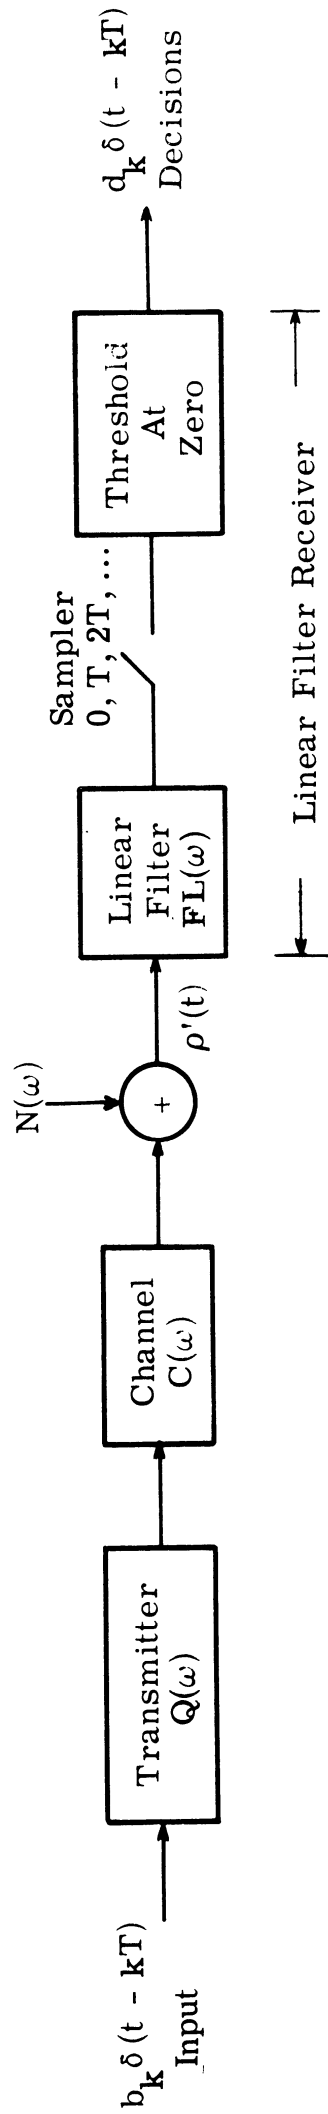 b_k δ(t - kT)
Input
Transmitter
Q(ω)
Channel
C(ω)
N(ω)
+
ρ'(t)
Linear
Filter
FL(ω)
Sampler
0, T, 2T, ...
Threshold
At
Zero
d_k δ(t - kT)
Decisions
Linear Filter Receiver